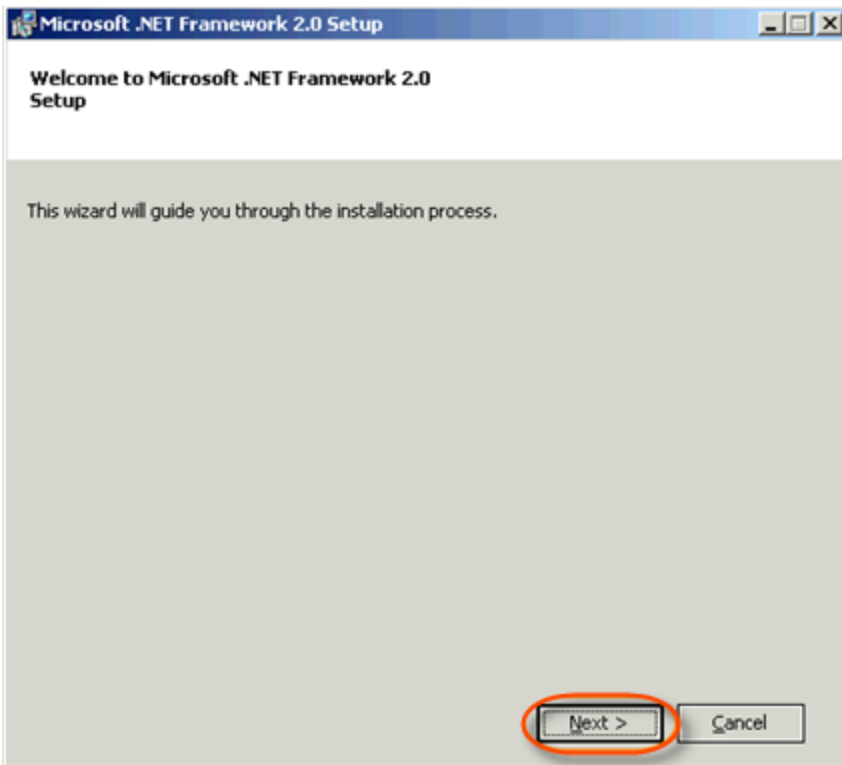 Microsoft .NET Framework 2.0 Setup
Welcome to Microsoft .NET Framework 2.0
Setup
This wizard will guide you through the installation process.
Next >
Cancel